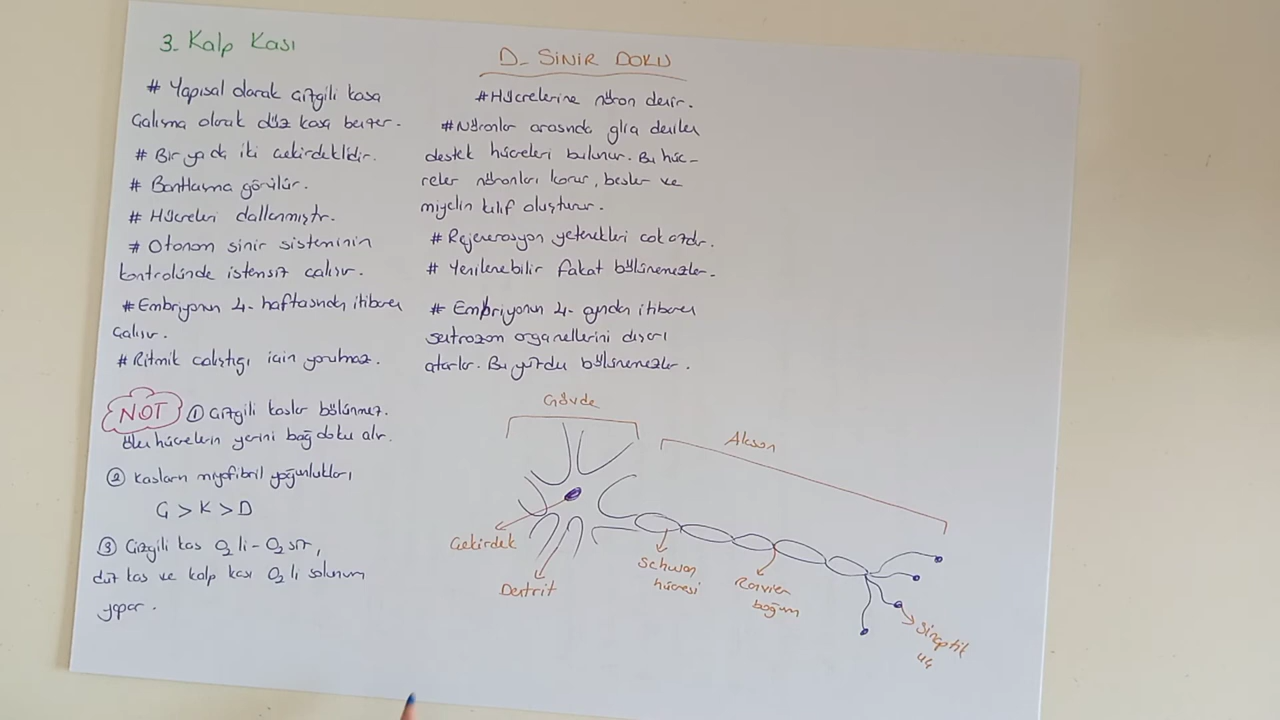 3- Kalp Kası
# Yapısal olarak çizgili kasa
Çalışma olarak düz kasa benzer.
# Bir ya da iki çekirdeklidir.
# Bantlaşma görülür.
# Hücreleri dallanmıştır.
# Otonom sinir sisteminin
kontrolünde istemsiz çalışır.
# Embriyonun 4. haftasından itibaren
Çalışır.
# Ritmik çalıştığı için yorulmaz.
NOT
① Çizgili kaslar bölünmez.
Ölen hücrelerin yerini bağ doku alır.
② Kasların miyofibril yoğunlukları
Ç > K > D
③ Çizgili kas O2 li - O2 siz,
düz kas ve kalp kası O2 li solunum
yapar.
D- SİNİR DOKU
# Hücrelerine nöron denir.
# Nöronlar arasında glia denilen
destek hücreleri bulunur. Bu hüc-
reler nöronları korur, besler ve
miyelin kılıf oluşturur.
# Rejenerasyon yetenekleri çok azdır.
# Yenilenebilir fakat bölünemezler.
# Embriyonun 4. ayından itibaren
sentrozom organellerini dışarı
atarlar. Bu yüzden bölünemezler.
Gövde
Akson
Çekirdek
Dentrit
Schwan
hücresi
Ranvier
boğum
Sinaptik
uç